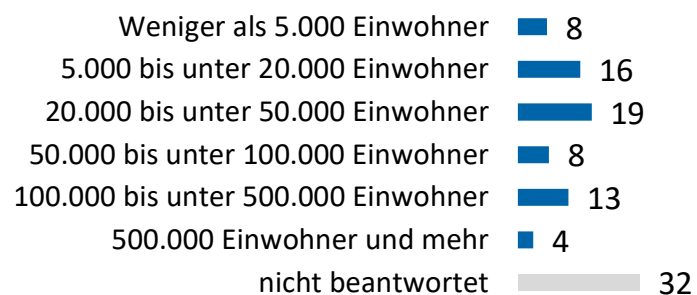 Weniger als 5.000 Einwohner 8
5.000 bis unter 20.000 Einwohner 16
20.000 bis unter 50.000 Einwohner 19
50.000 bis unter 100.000 Einwohner 8
100.000 bis unter 500.000 Einwohner 13
500.000 Einwohner und mehr 4
nicht beantwortet 32